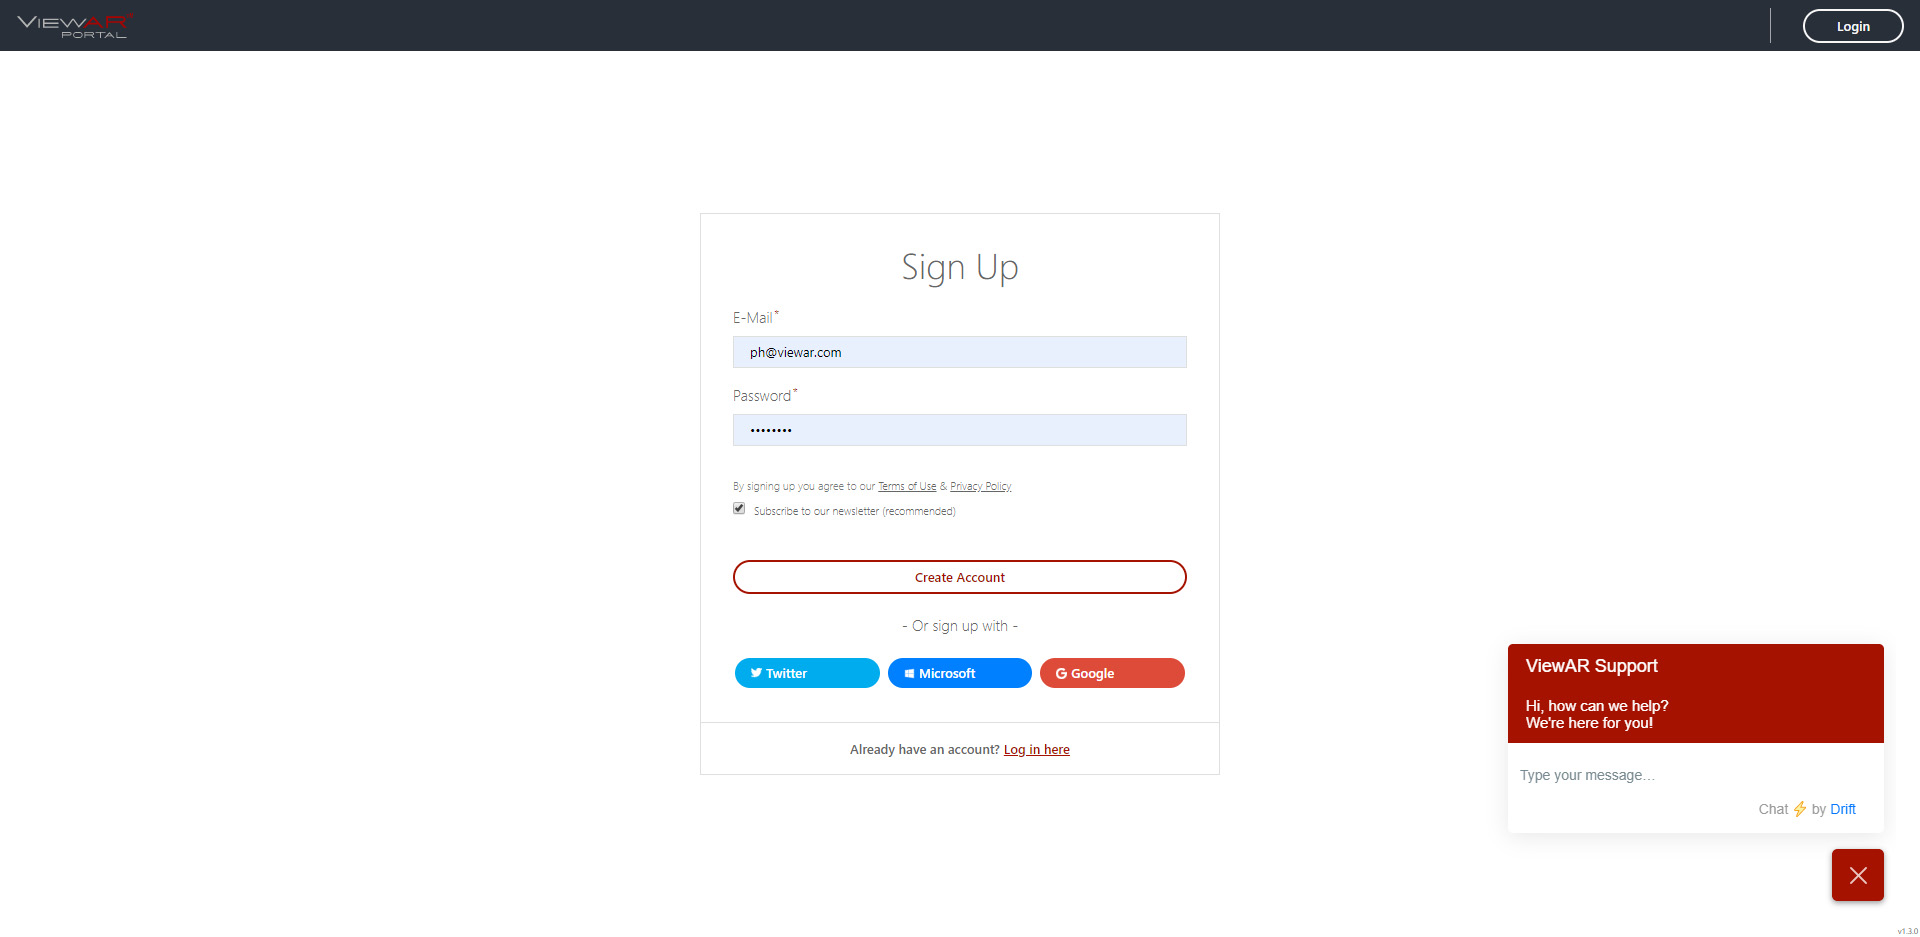 VIEWAR
PORTAL
Login
Sign Up
E-Mail*
ph@viewar.com
Password*
••••••••
By signing up you agree to our Terms of Use & Privacy Policy
Subscribe to our newsletter (recommended)
Create Account
- Or sign up with -
Twitter
Microsoft
Google
Already have an account? Log in here
ViewAR Support
Hi, how can we help?
We're here for you!
Type your message...
Chat ⚡ by Drift
v1.3.0